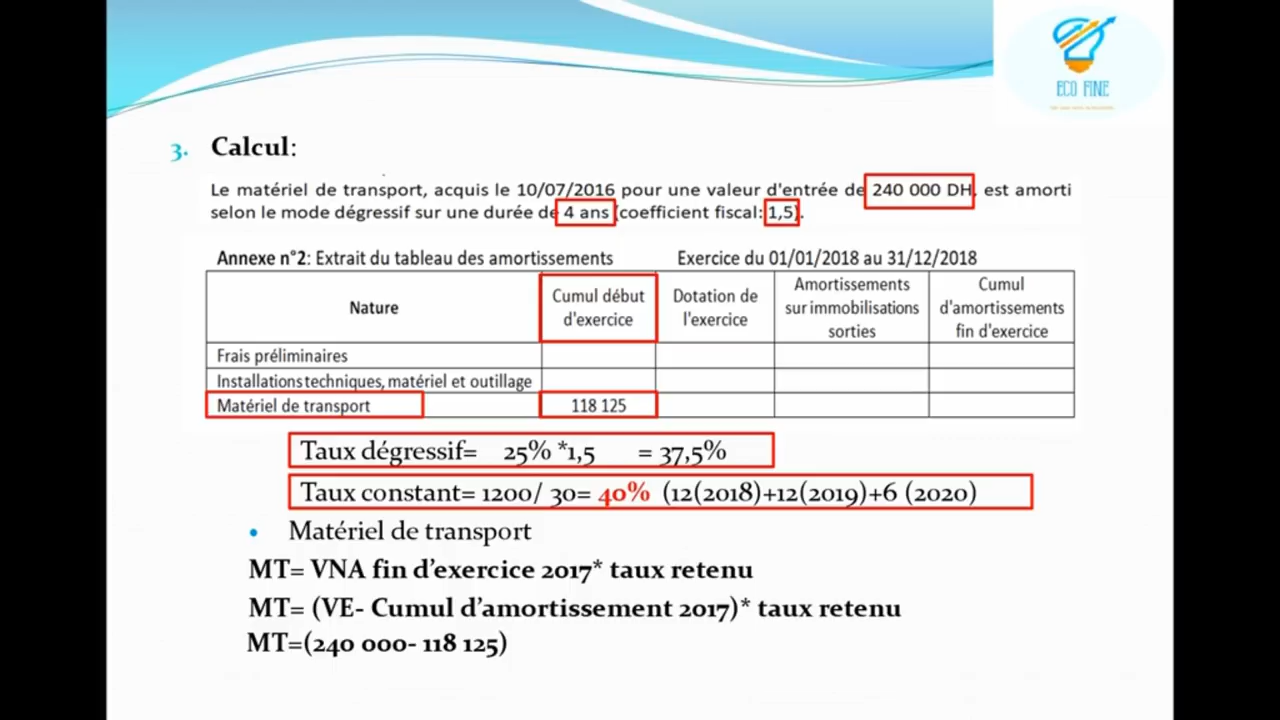 ECO FINE
3. Calcul:
Le matériel de transport, acquis le 10/07/2016 pour une valeur d'entrée de 240 000 DH, est amorti
selon le mode dégressif sur une durée de 4 ans (coefficient fiscal: 1,5).
Annexe n°2: Extrait du tableau des amortissements Exercice du 01/01/2018 au 31/12/2018
Nature
Cumul début
d'exercice
Dotation de
l'exercice
Amortissements
sur immobilisations
sorties
Cumul
d'amortissements
fin d'exercice
Frais préliminaires
Installations techniques, matériel et outillage
Matériel de transport 118 125
Taux dégressif= 25% *1,5 = 37,5%
Taux constant= 1200/ 30= 40% (12(2018)+12(2019)+6 (2020)
• Matériel de transport
MT= VNA fin d’exercice 2017* taux retenu
MT= (VE- Cumul d’amortissement 2017)* taux retenu
MT=(240 000- 118 125)